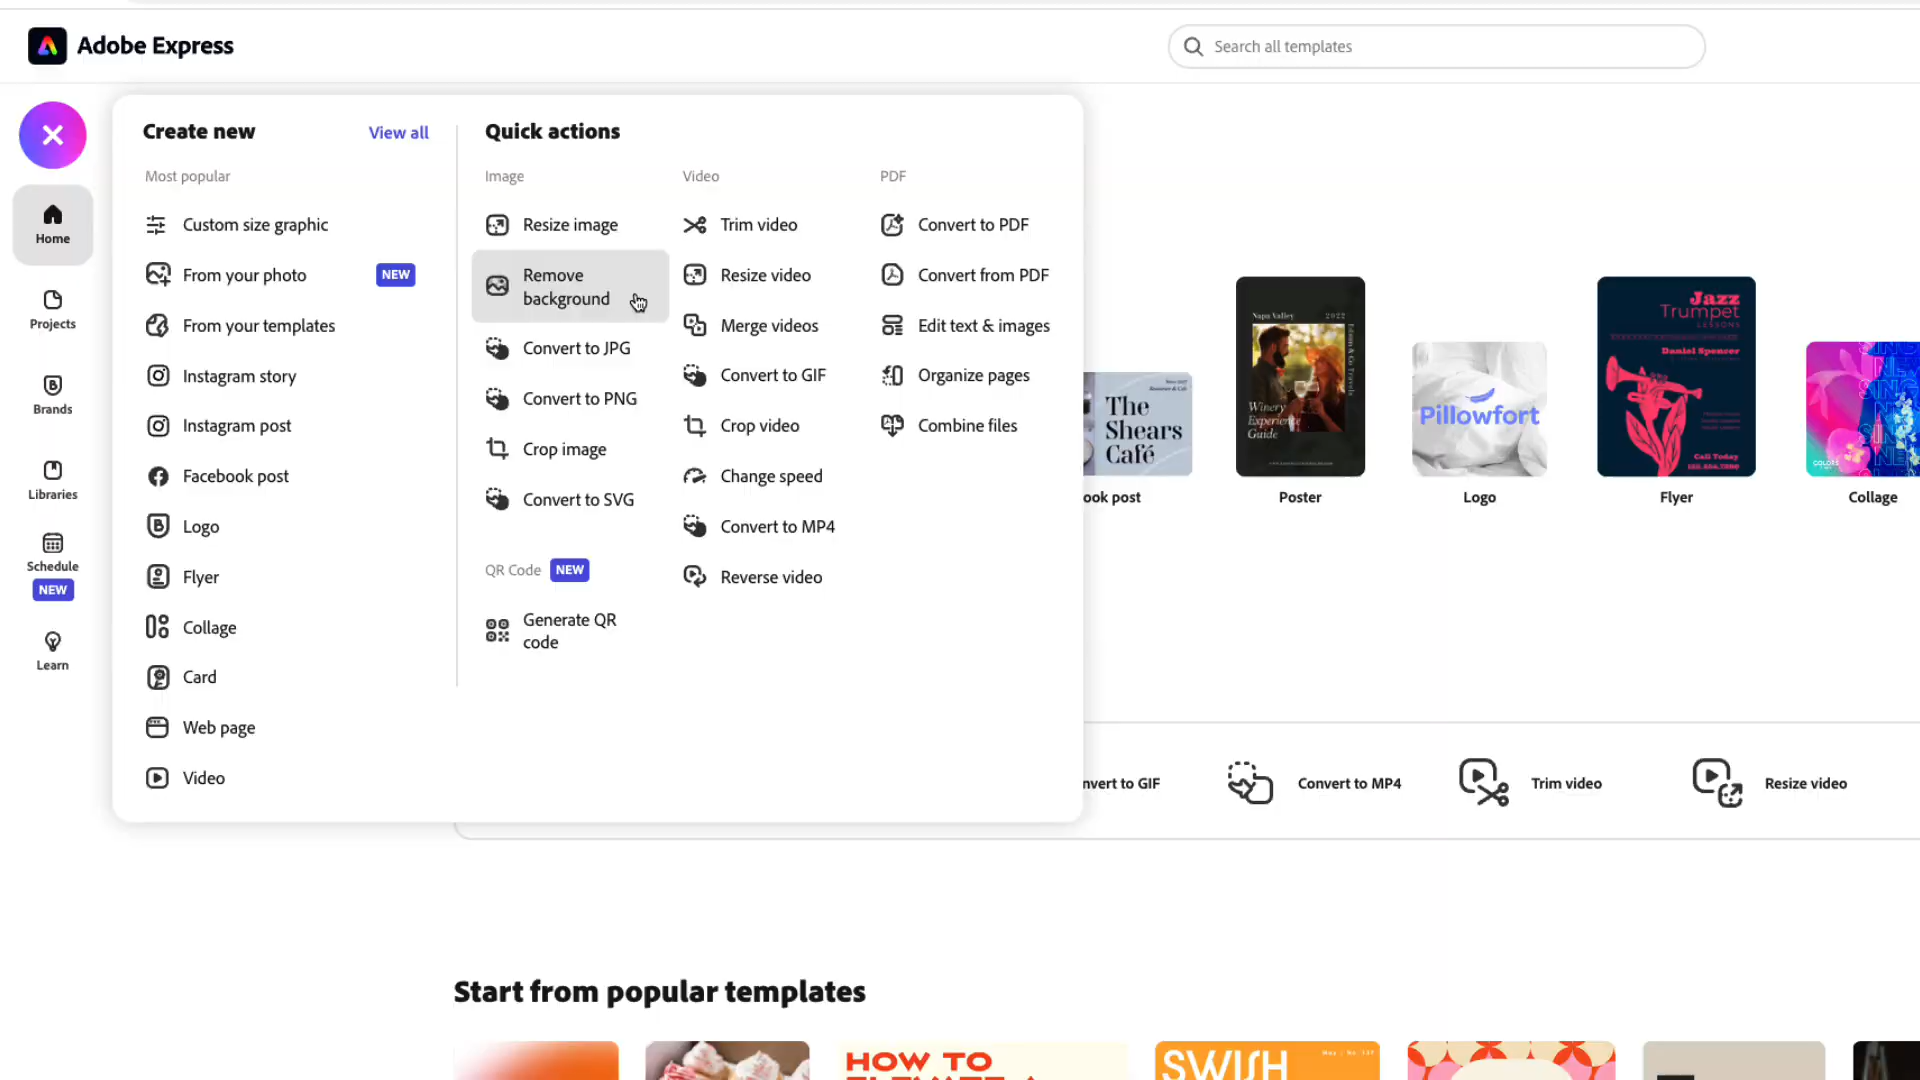 Adobe Express
Search all templates
Create new
View all
Most popular
Custom size graphic
From your photo
NEW
From your templates
Instagram story
Instagram post
Facebook post
Logo
Flyer
Collage
Card
Web page
Video
Quick actions
Image
Resize image
Remove
background
Convert to JPG
Convert to PNG
Crop image
Convert to SVG
QR Code NEW
Generate QR
code
Video
Trim video
Resize video
Merge videos
Convert to GIF
Crop video
Change speed
Convert to MP4
Reverse video
PDF
Convert to PDF
Convert from PDF
Edit text & images
Organize pages
Combine files
Home
Projects
Brands
Libraries
Schedule
NEW
Learn
The
Shears
Café
ook post
Napa Valley 2022
Winery
Experience
Guide
Poster
Pillowfort
Logo
Jazz
Trumpet
LESSONS
Daniel Spencer
Call Today
Flyer
Collage
nvert to GIF
Convert to MP4
Trim video
Resize video
Start from popular templates
HOW TO
SWISH